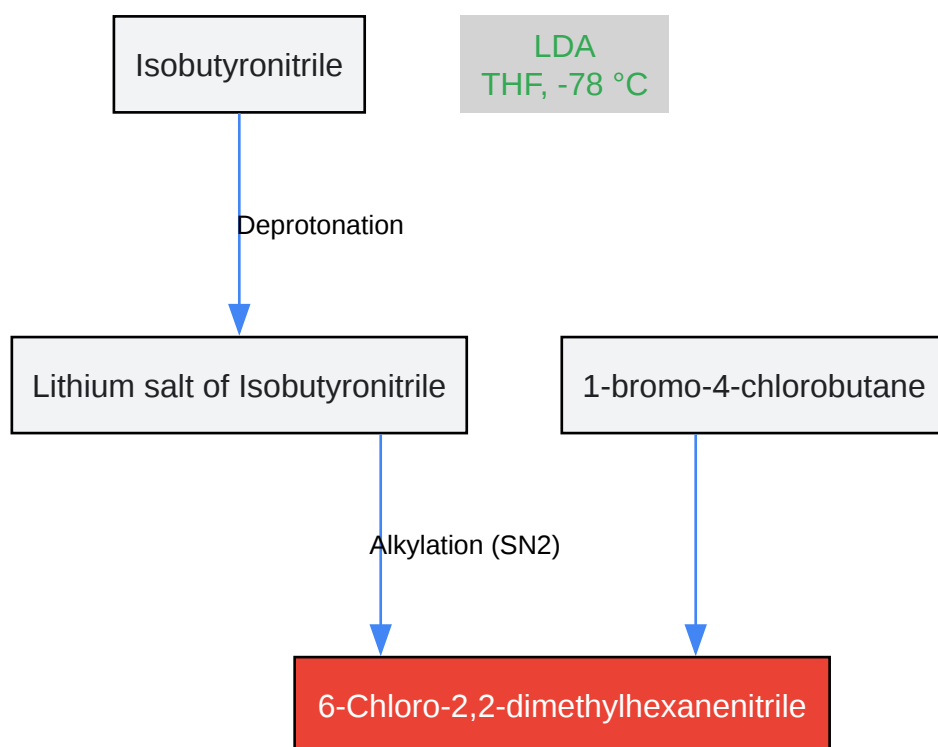 Isobutyronitrile
LDA
THF, -78 °C
Deprotonation
Lithium salt of Isobutyronitrile
1-bromo-4-chlorobutane
Alkylation (SN2)
6-Chloro-2,2-dimethylhexanenitrile